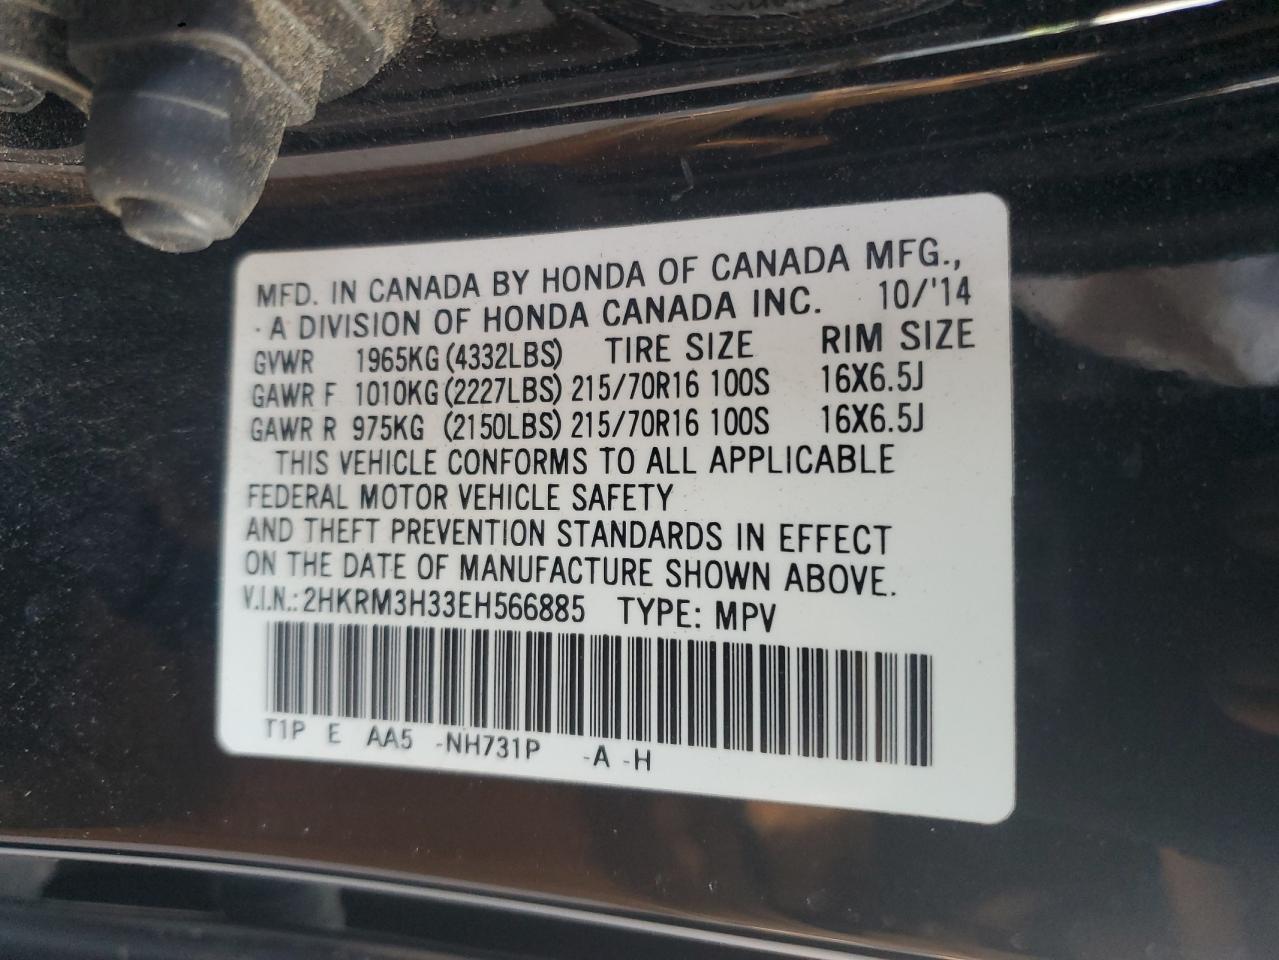 MFD. IN CANADA BY HONDA OF CANADA MFG.,
- A DIVISION OF HONDA CANADA INC. 10/'14
GVWR 1965KG (4332LBS) TIRE SIZE RIM SIZE
GAWR F 1010KG (2227LBS) 215/70R16 100S 16X6.5J
GAWR R 975KG (2150LBS) 215/70R16 100S 16X6.5J
THIS VEHICLE CONFORMS TO ALL APPLICABLE
FEDERAL MOTOR VEHICLE SAFETY
AND THEFT PREVENTION STANDARDS IN EFFECT
ON THE DATE OF MANUFACTURE SHOWN ABOVE.
V.I.N.: 2HKRM3H33EH566885 TYPE: MPV
T1P E AA5 -NH731P -A -H